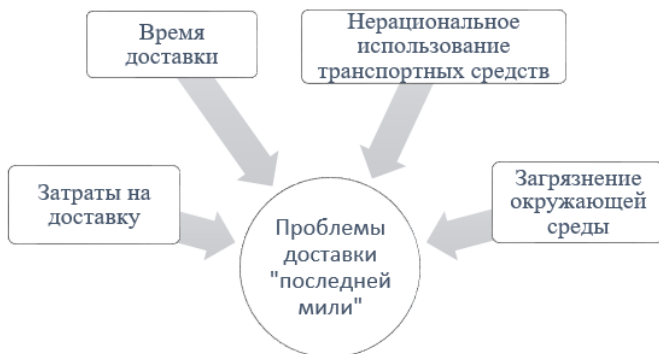 Время
доставки
Нерациональное
использование
транспортных средств
Затраты на
доставку
Загрязнение
окружающей
среды
Проблемы
доставки
"последней
мили"